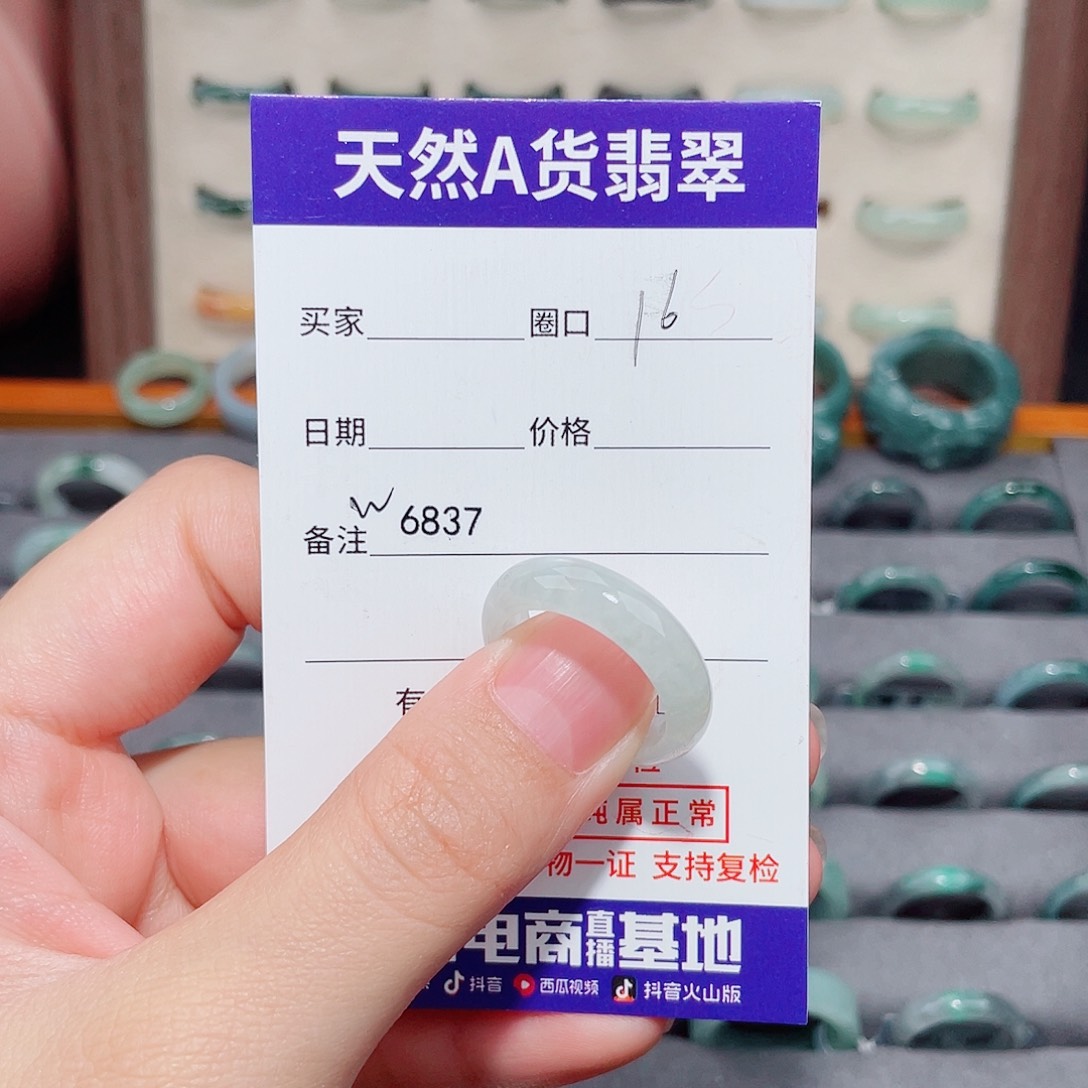 天然A货翡翠
买家 圈口 16
日期 价格
备注 W 6837
有
纯属正常
物一证 支持复检
电商直播基地
抖音 西瓜视频 抖音火山版